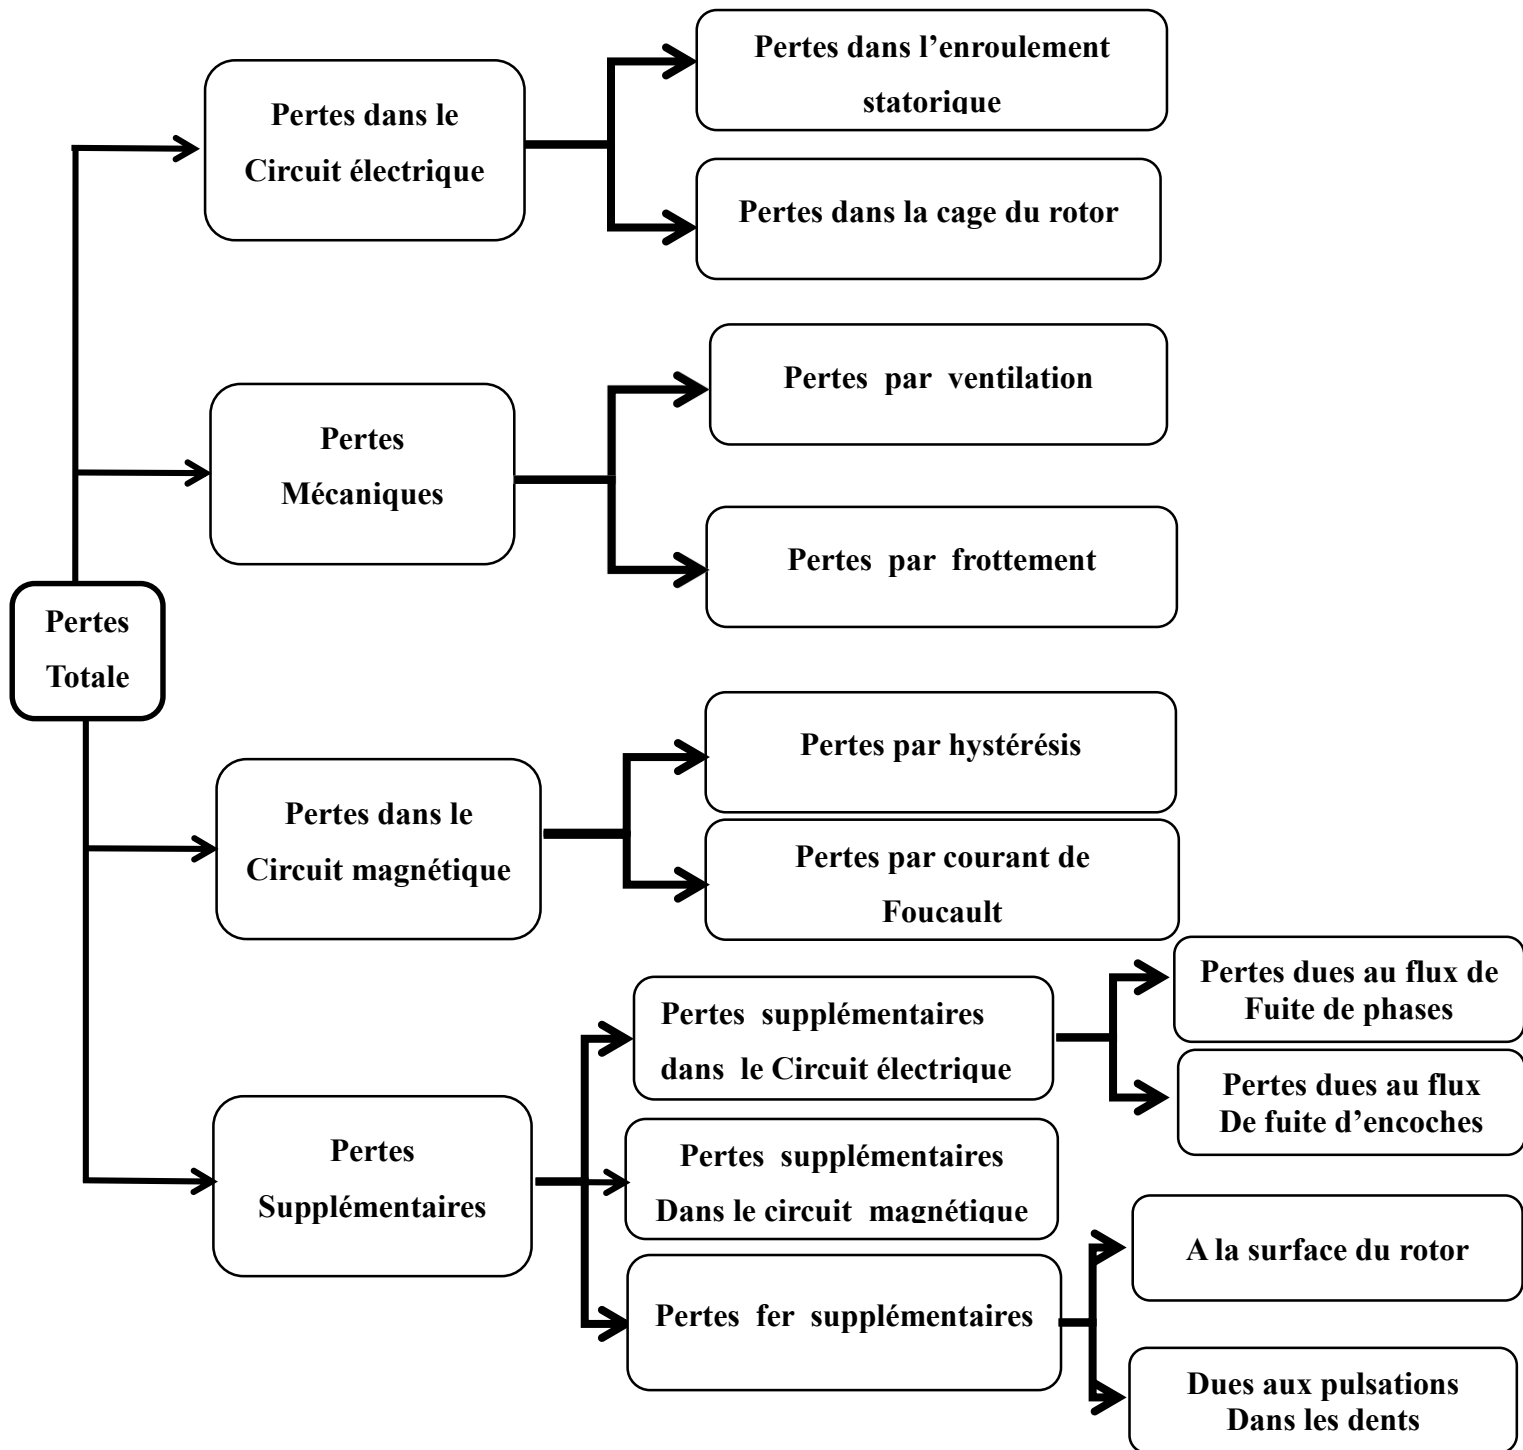 Pertes dans l’enroulement
statorique
Pertes dans le
Circuit électrique
Pertes dans la cage du rotor
Pertes par ventilation
Pertes
Mécaniques
Pertes par frottement
Pertes
Totale
Pertes par hystérésis
Pertes dans le
Circuit magnétique
Pertes par courant de
Foucault
Pertes dues au flux de
Fuite de phases
Pertes supplémentaires
dans le Circuit électrique
Pertes dues au flux
De fuite d’encoches
Pertes
Supplémentaires
Pertes supplémentaires
Dans le circuit magnétique
A la surface du rotor
Pertes fer supplémentaires
Dues aux pulsations
Dans les dents